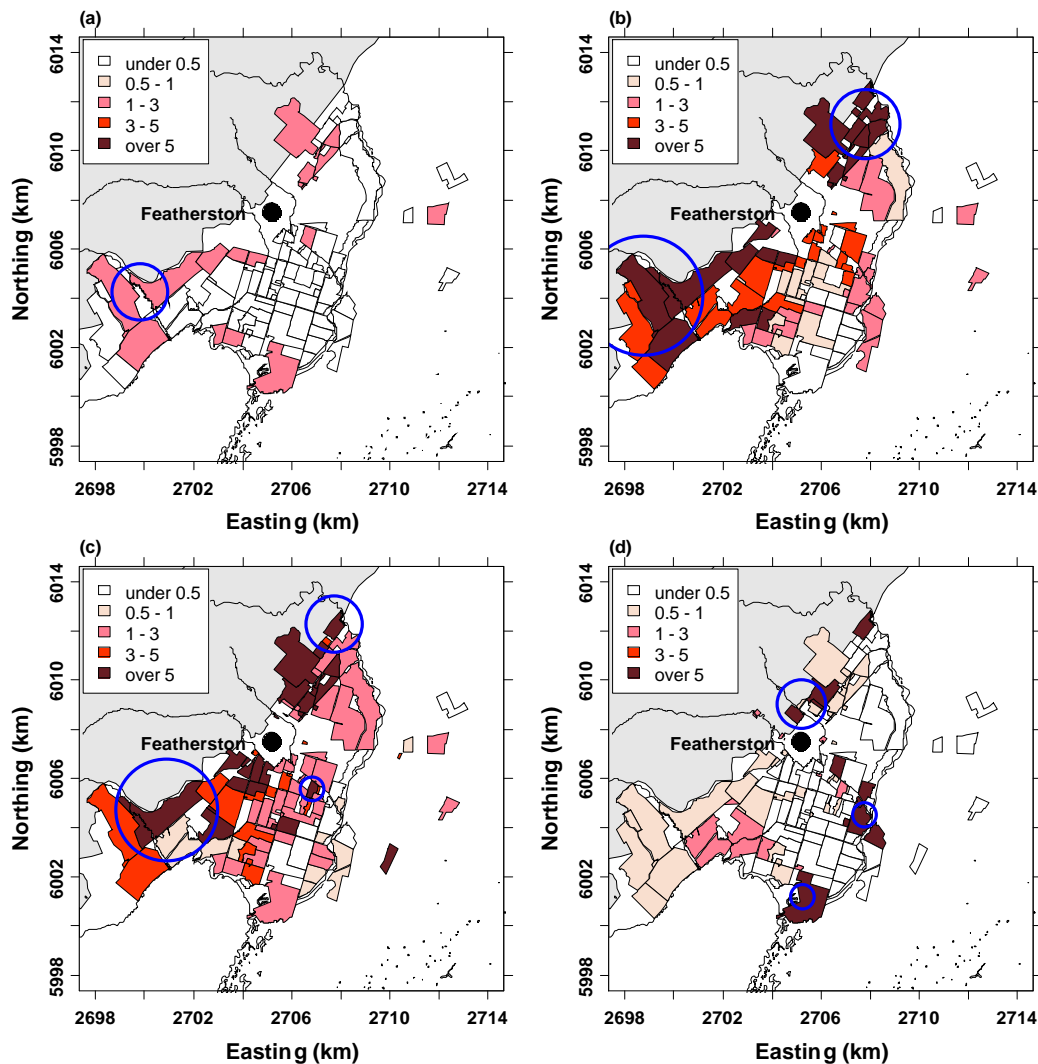 (a)
under 0.5
0.5 - 1
1 - 3
3 - 5
over 5
Featherston
Northing (km)
6014
6010
6006
6002
5998
2698
2702
2706
2710
2714
Easting (km)
(b)
under 0.5
0.5 - 1
1 - 3
3 - 5
over 5
Featherston
Northing (km)
6014
6010
6006
6002
5998
2698
2702
2706
2710
2714
Easting (km)
(c)
under 0.5
0.5 - 1
1 - 3
3 - 5
over 5
Featherston
Northing (km)
6014
6010
6006
6002
5998
2698
2702
2706
2710
2714
Easting (km)
(d)
under 0.5
0.5 - 1
1 - 3
3 - 5
over 5
Featherston
Northing (km)
6014
6010
6006
6002
5998
2698
2702
2706
2710
2714
Easting (km)